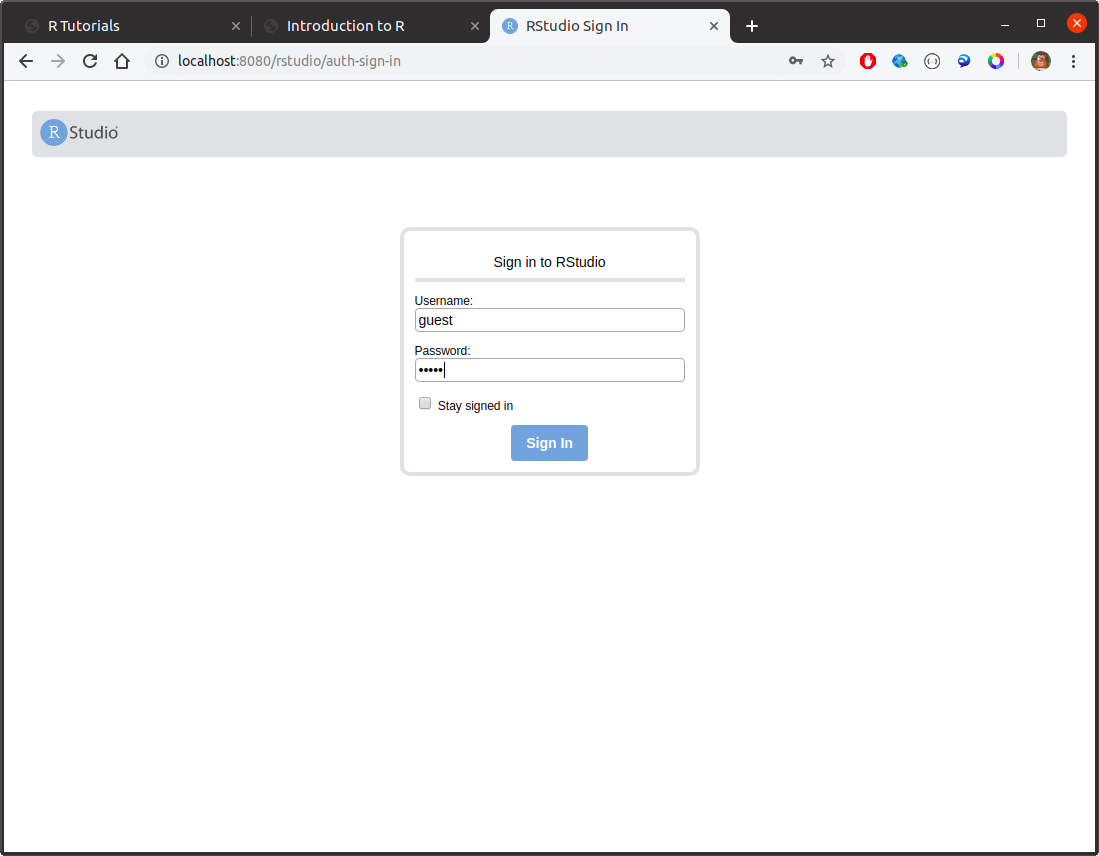 R Tutorials
Introduction to R
RStudio Sign In
localhost:8080/rstudio/auth-sign-in
R Studio
Sign in to RStudio
Username:
guest
Password:
•••••
Stay signed in
Sign In